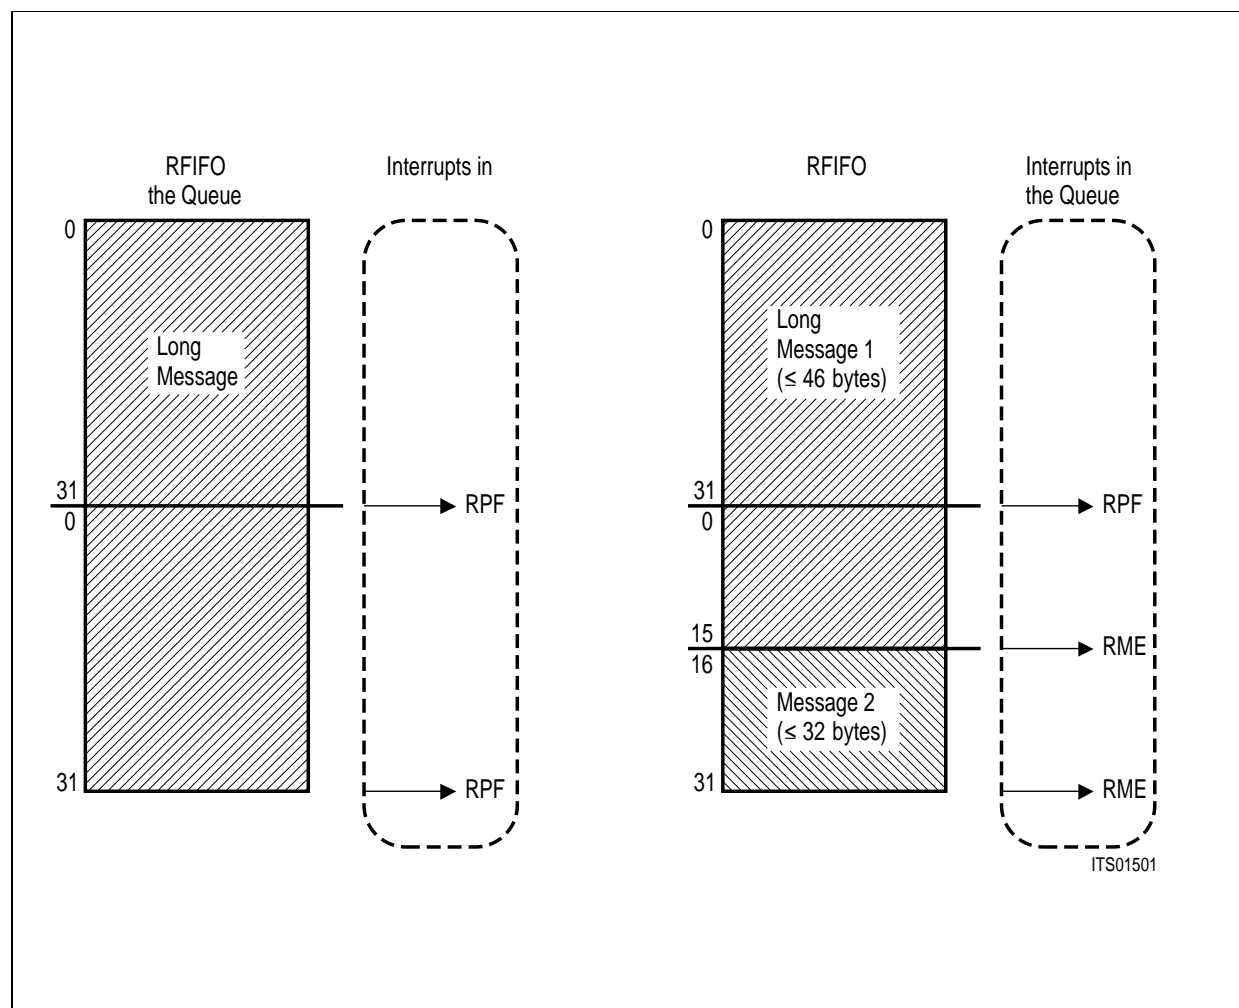 RFIFO
the Queue
Interrupts in
0
Long
Message
31
0
RPF
31
RPF
RFIFO
Interrupts in
the Queue
0
Long
Message 1
(≤ 46 bytes)
31
0
RPF
15
16
RME
Message 2
(≤ 32 bytes)
31
RME
ITS01501